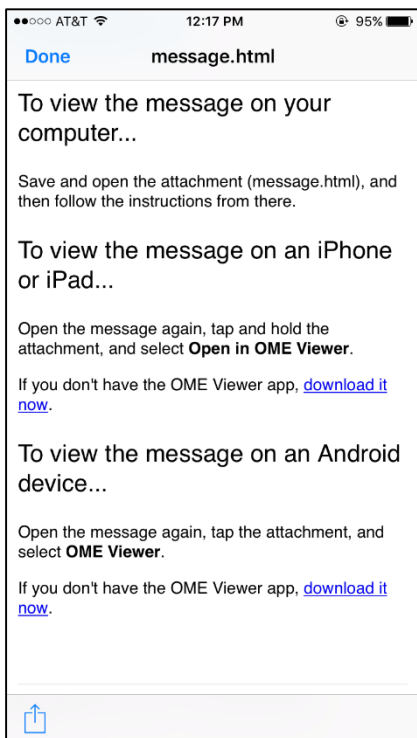 AT&T 12:17 PM 95%
Done message.html
To view the message on your
computer...
Save and open the attachment (message.html), and
then follow the instructions from there.
To view the message on an iPhone
or iPad...
Open the message again, tap and hold the
attachment, and select Open in OME Viewer.
If you don't have the OME Viewer app, download it
now.
To view the message on an Android
device...
Open the message again, tap the attachment, and
select OME Viewer.
If you don't have the OME Viewer app, download it
now.